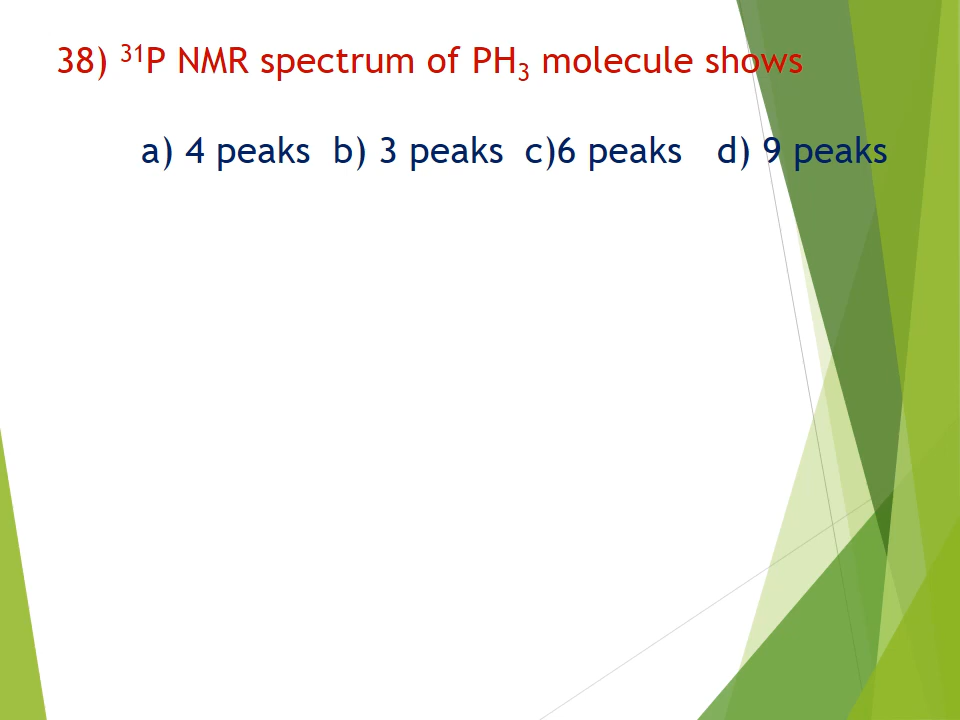 38) ³¹P NMR spectrum of PH₃ molecule shows
a) 4 peaks b) 3 peaks c)6 peaks d) 9 peaks